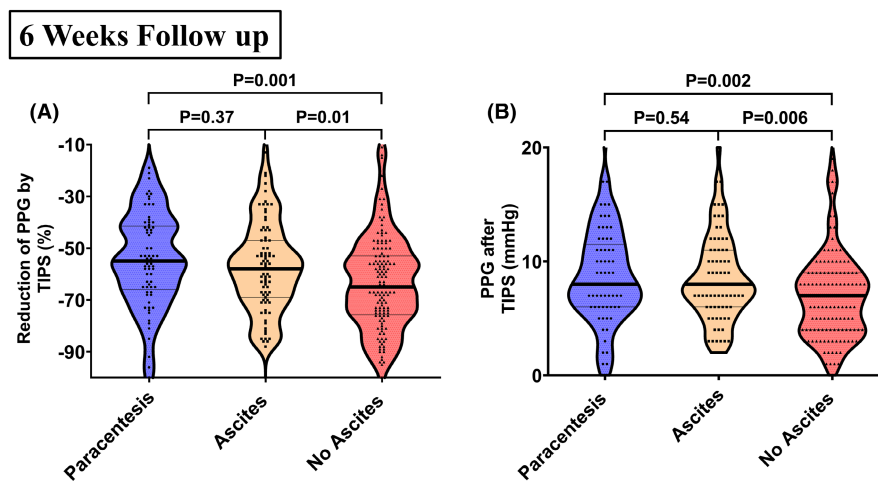 6 Weeks Follow up
(A)
P=0.001
P=0.37
P=0.01
Reduction of PPG by
TIPS (%)
-10
-30
-50
-70
-90
Paracentesis
Ascites
No Ascites
(B)
P=0.002
P=0.54
P=0.006
PPG after
TIPS (mmHg)
20
10
0
Paracentesis
Ascites
No Ascites